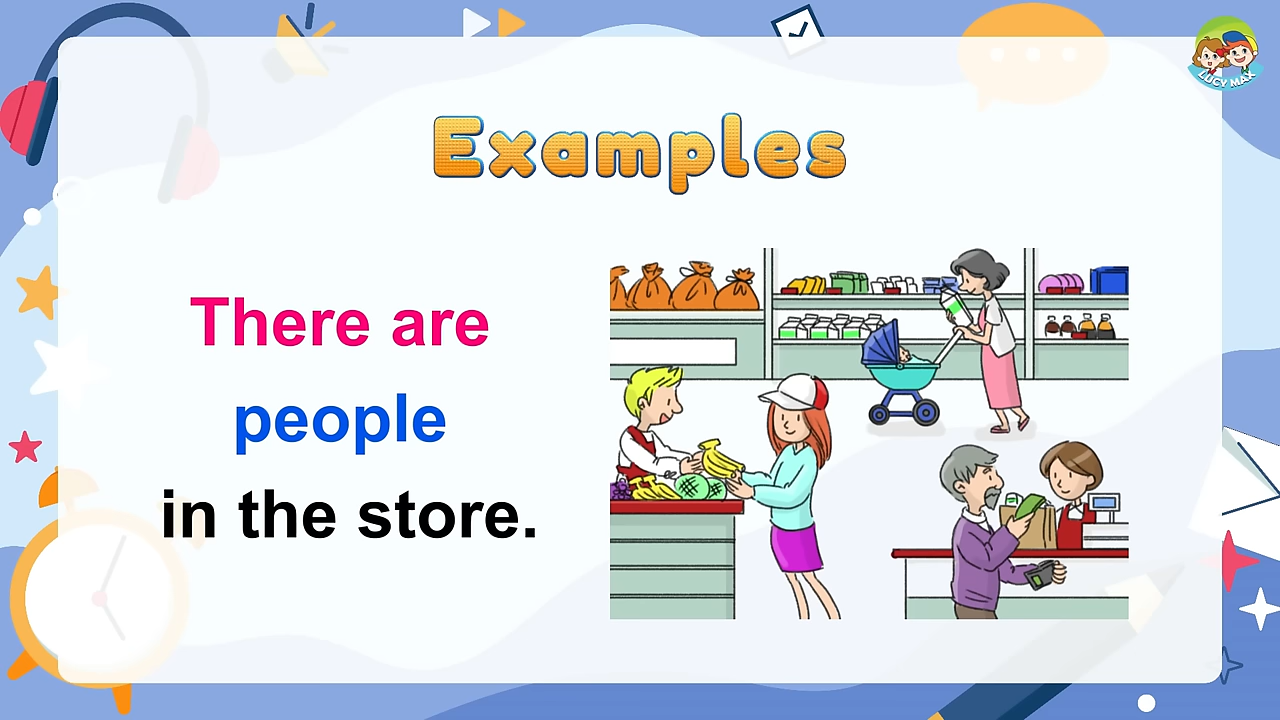 LUCY MAX
Examples
There are
people
in the store.